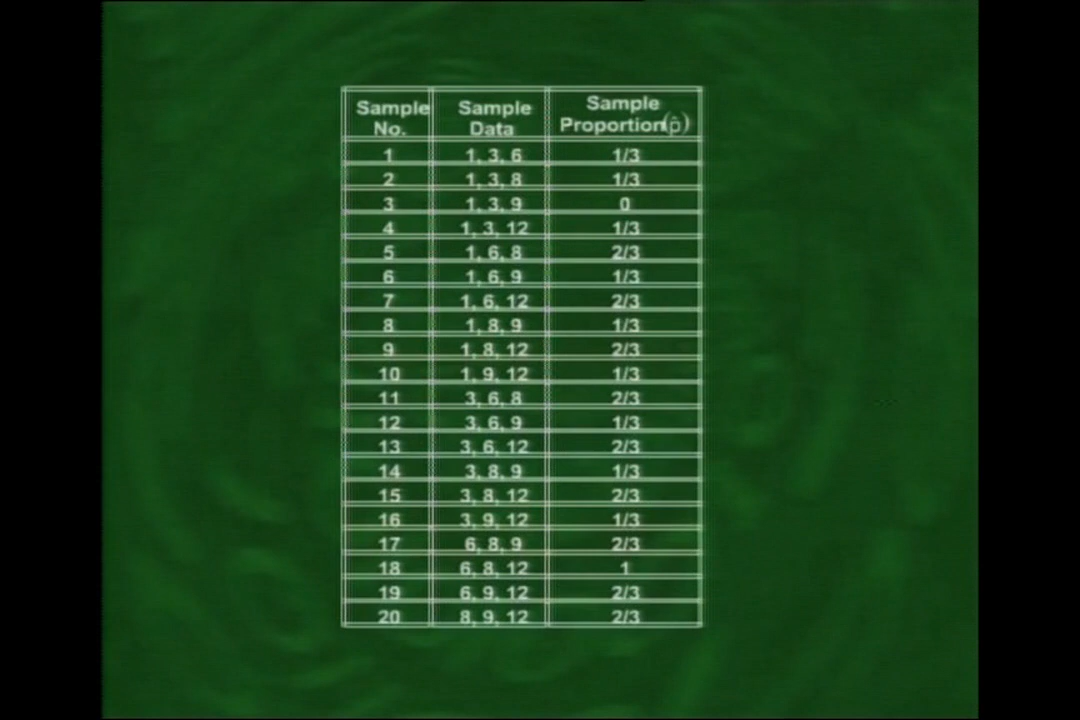 Sample No. Sample Data Sample Proportion(p̂)
1 1, 3, 6 1/3
2 1, 3, 8 1/3
3 1, 3, 9 0
4 1, 3, 12 1/3
5 1, 6, 8 2/3
6 1, 6, 9 1/3
7 1, 6, 12 2/3
8 1, 8, 9 1/3
9 1, 8, 12 2/3
10 1, 9, 12 1/3
11 3, 6, 8 2/3
12 3, 6, 9 1/3
13 3, 6, 12 2/3
14 3, 8, 9 1/3
15 3, 8, 12 2/3
16 3, 9, 12 1/3
17 6, 8, 9 2/3
18 6, 8, 12 1
19 6, 9, 12 2/3
20 8, 9, 12 2/3